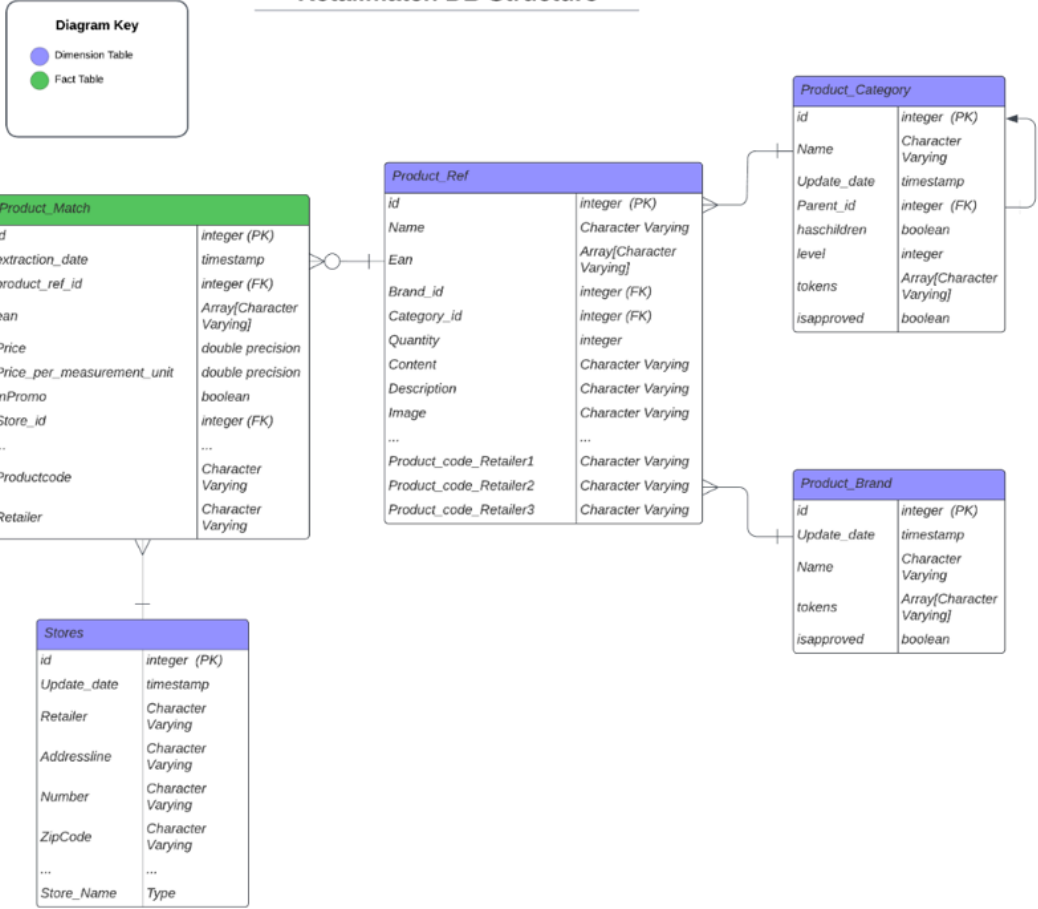 DB Structure
Diagram Key
Dimension Table
Fact Table
Product_Category
id integer (PK)
Name Character
Varying
Update_date timestamp
Parent_id integer (FK)
haschildren boolean
level integer
tokens Array[Character
Varying]
isapproved boolean
Product_Ref
id integer (PK)
Name Character Varying
Ean Array[Character
Varying]
Brand_id integer (FK)
Category_id integer (FK)
Quantity integer
Content Character Varying
Description Character Varying
Image Character Varying
... ...
Product_code_Retailer1 Character Varying
Product_code_Retailer2 Character Varying
Product_code_Retailer3 Character Varying
Product_Match
d integer (PK)
extraction_date timestamp
product_ref_id integer (FK)
ean Array[Character
Varying]
Price double precision
Price_per_measurement_unit double precision
nPromo boolean
Store_id integer (FK)
... ...
Productcode Character
Varying
Retailer Character
Varying
Product_Brand
id integer (PK)
Update_date timestamp
Name Character
Varying
tokens Array[Character
Varying]
isapproved boolean
Stores
id integer (PK)
Update_date timestamp
Retailer Character
Varying
Addressline Character
Varying
Number Character
Varying
ZipCode Character
Varying
... ...
Store_Name Type